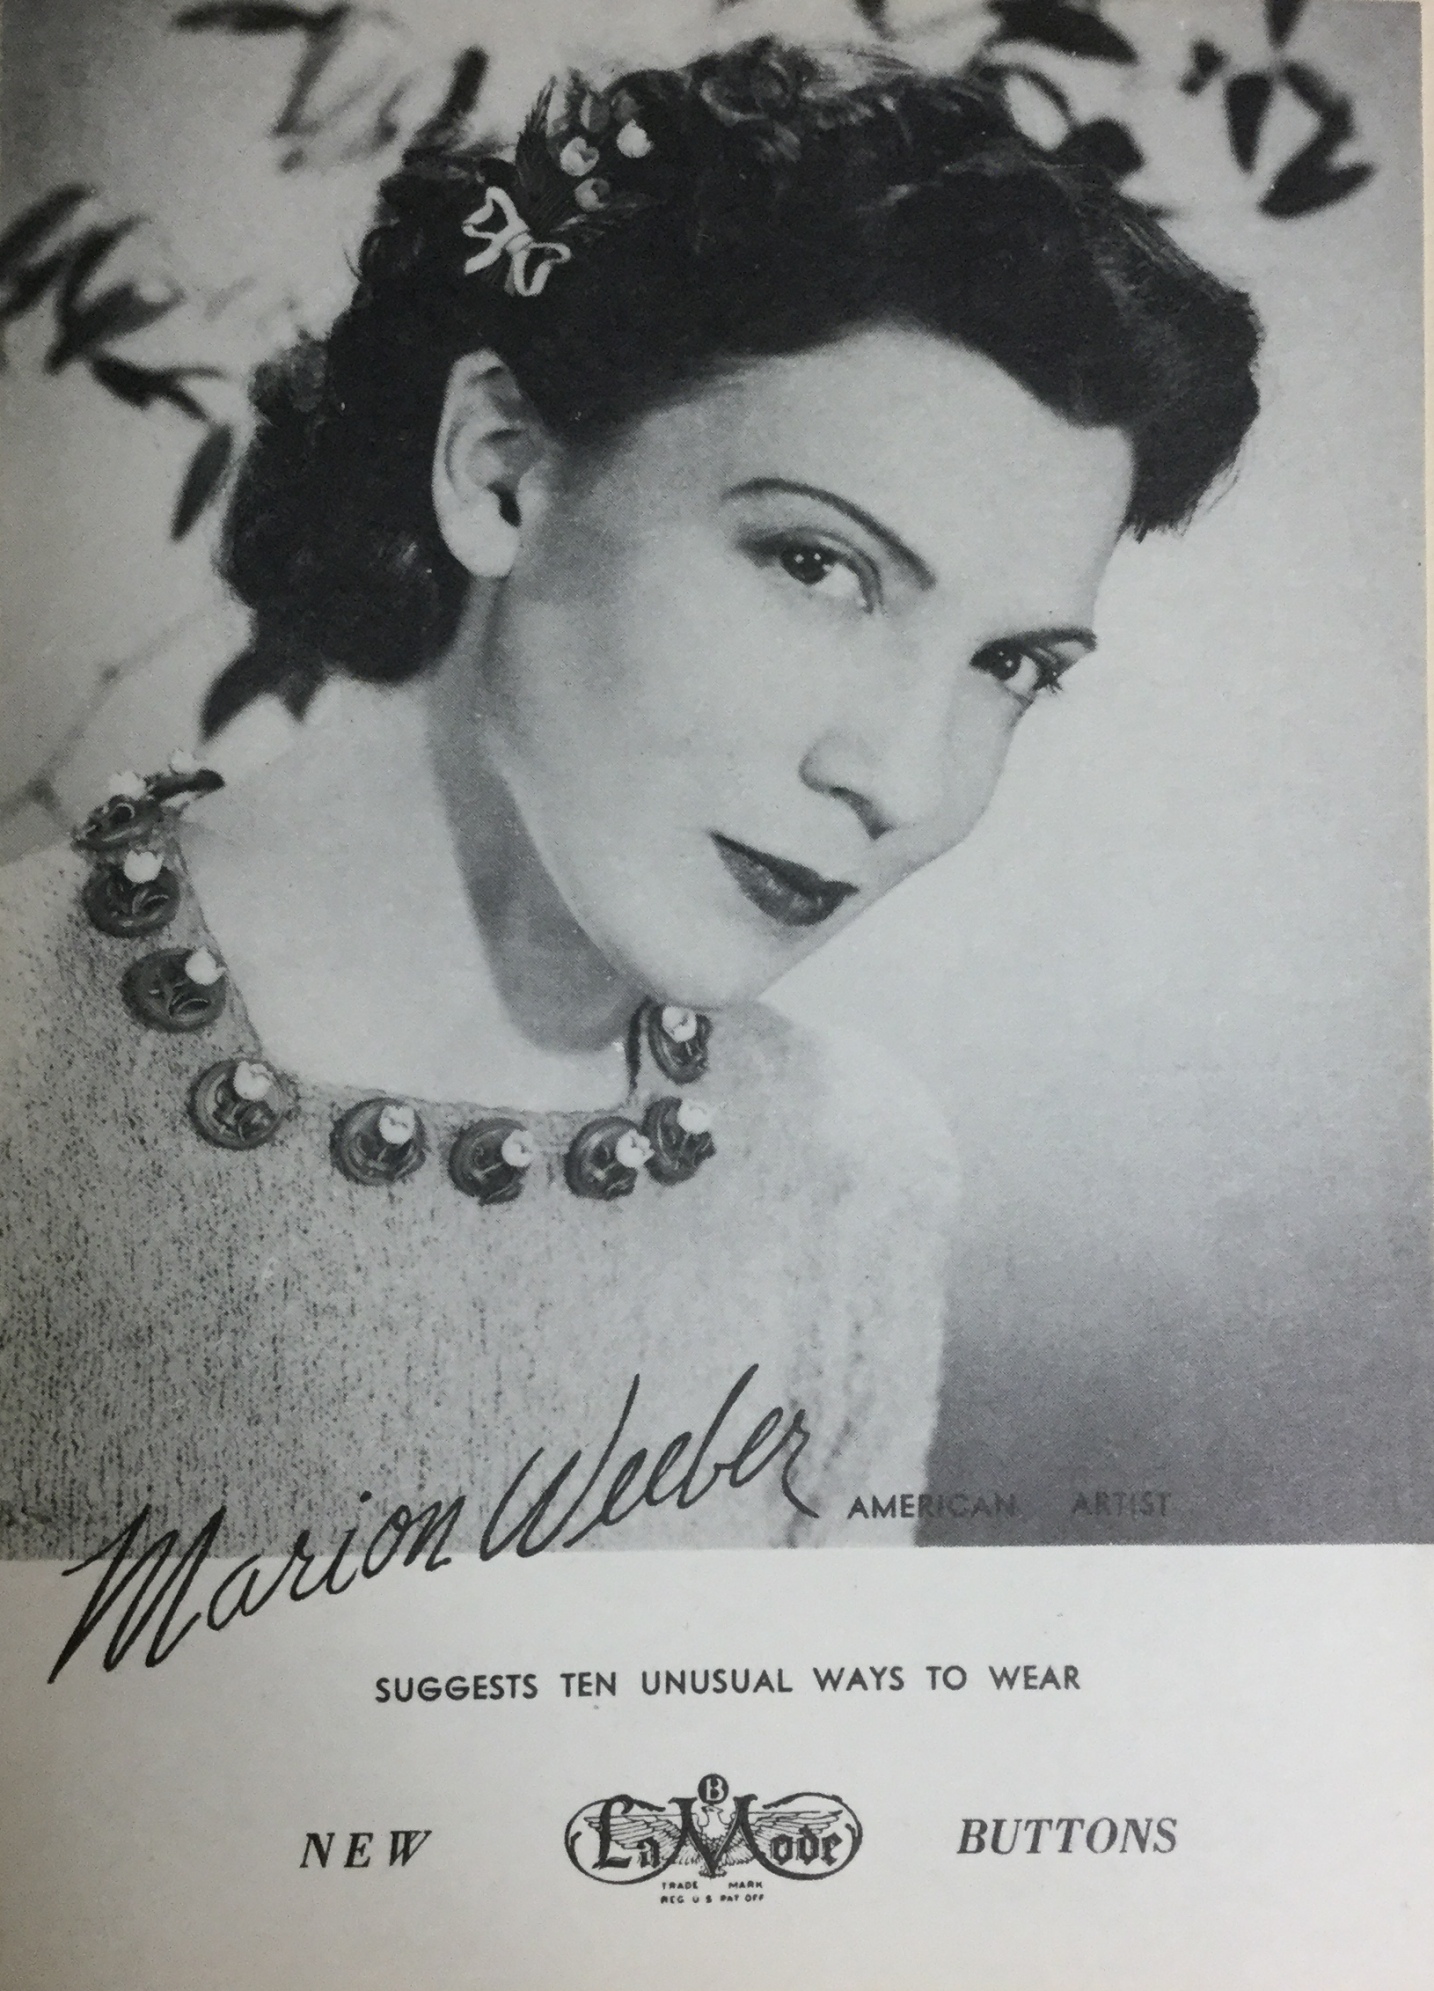 Marion Weeber AMERICAN ARTIST
SUGGESTS TEN UNUSUAL WAYS TO WEAR
NEW B La Mode BUTTONS
TRADE MARK
REG U S PAT OFF